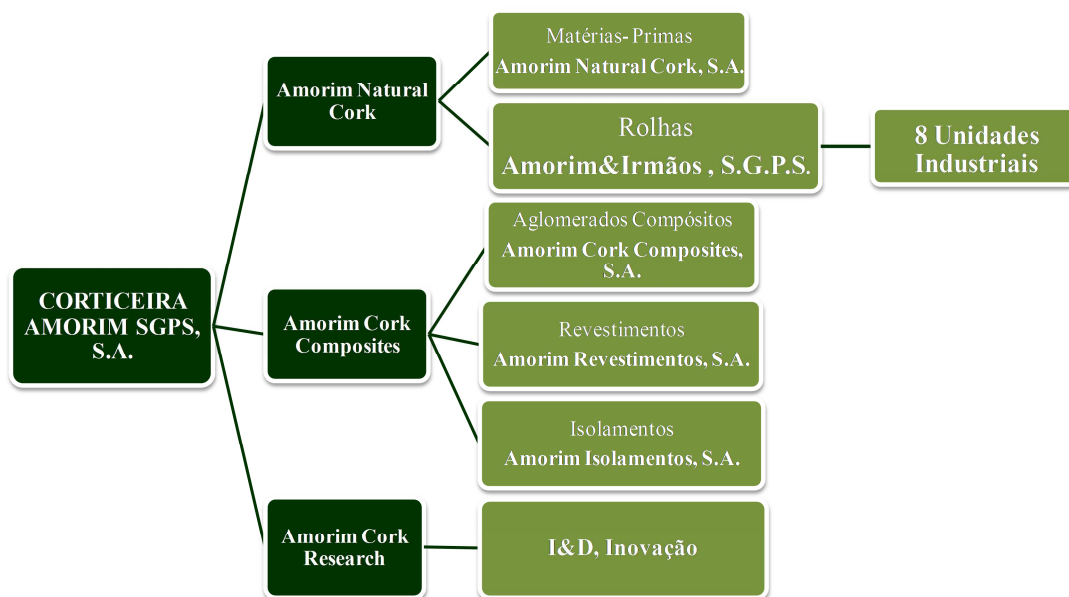 CORTICEIRA
AMORIM SGPS,
S.A.
Amorim Natural
Cork
Matérias- Primas
Amorim Natural Cork, S.A.
Rolhas
Amorim&Irmãos , S.G.P.S.
8 Unidades
Industriais
Amorim Cork
Composites
Aglomerados Compósitos
Amorim Cork Composites,
S.A.
Revestimentos
Amorim Revestimentos, S.A.
Isolamentos
Amorim Isolamentos, S.A.
Amorim Cork
Research
I&D, Inovação